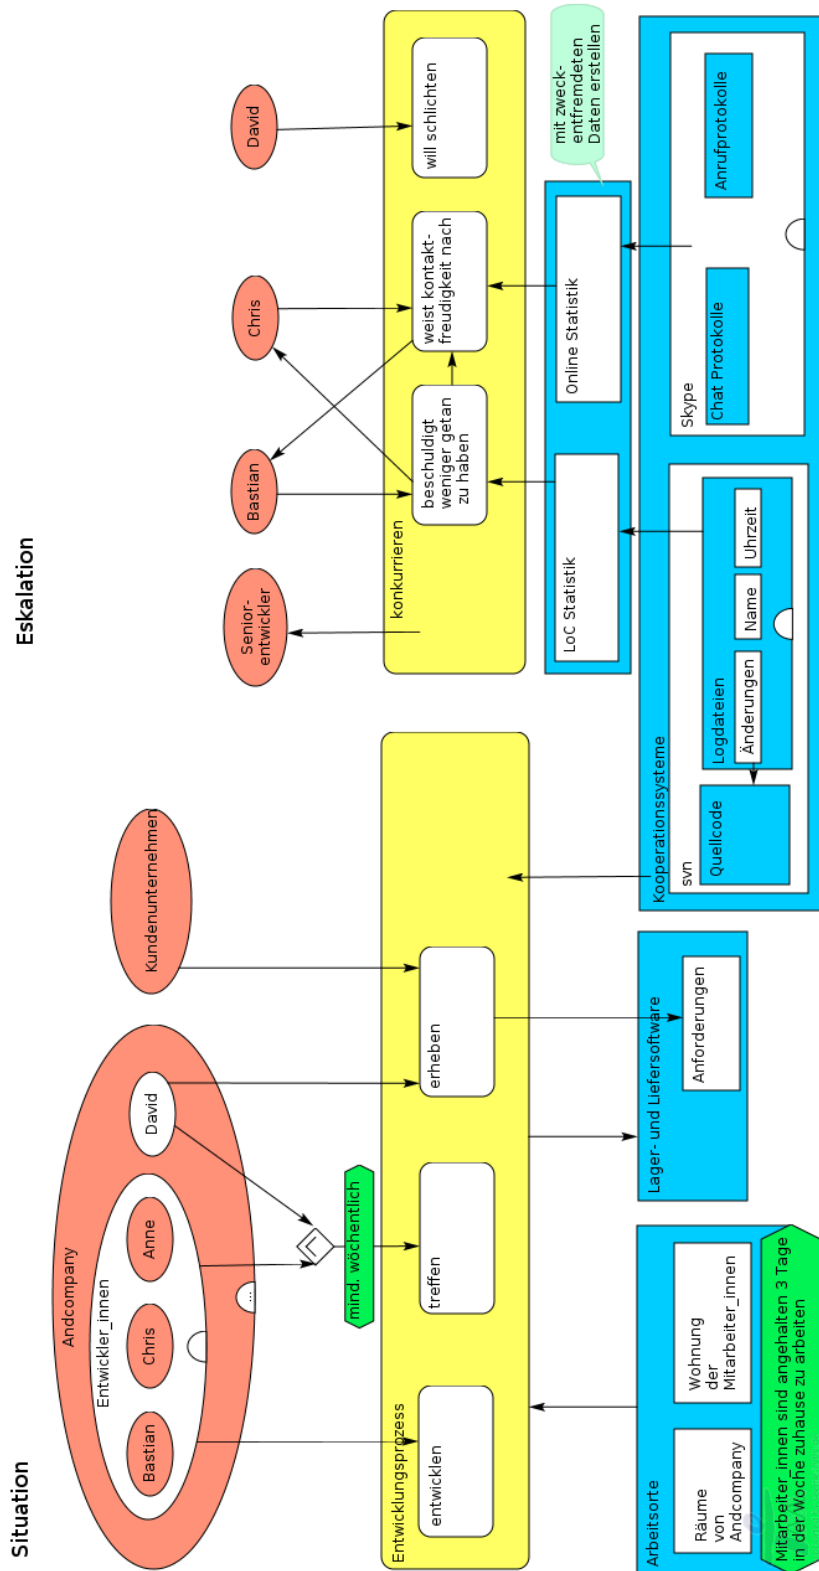 Situation
Andcompany
Entwickler_innen
Bastian
Chris
Anne
David
...
Kundenunternehmen
mind. wöchentlich
Entwicklungsprozess
entwicklen
treffen
erheben
Arbeitsorte
Räume
von
Andcompany
Wohnung
der
Mitarbeiter_innen
Mitarbeiter_innen sind angehalten 3 Tage
in der Woche zuhause zu arbeiten
Lager- und Liefersoftware
Anforderungen
Eskalation
Senior-
entwickler
Bastian
Chris
David
konkurrieren
beschuldigt
weniger getan
zu haben
weist kontakt-
freudigkeit nach
will schlichten
LoC Statistik
Online Statistik
mit zweck-
entfremdeten
Daten erstellen
Kooperationssysteme
svn
Quellcode
Logdateien
Änderungen
Name
Uhrzeit
Skype
Chat Protokolle
Anrufprotokolle